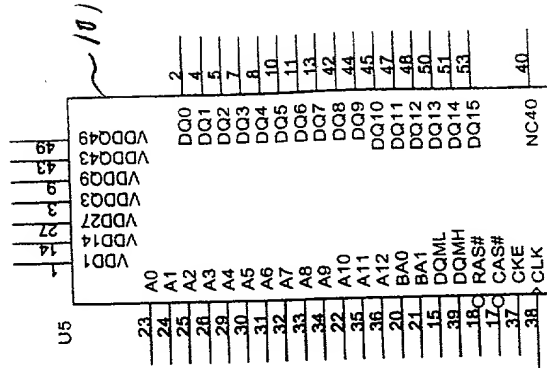 U5
1 VDD1
14 VDD14
27 VDD27
3 VDDQ3
9 VDDQ9
43 VDDQ43
49 VDDQ49
23 A0
24 A1
25 A2
26 A3
29 A4
30 A5
31 A6
32 A7
33 A8
34 A9
22 A10
35 A11
36 A12
20 BA0
21 BA1
15 DQML
39 DQMH
18 RAS#
17 CAS#
37 CKE
38 CLK
DQ0 2
DQ1 4
DQ2 5
DQ3 7
DQ4 8
DQ5 10
DQ6 11
DQ7 13
DQ8 42
DQ9 44
DQ10 45
DQ11 47
DQ12 48
DQ13 50
DQ14 51
DQ15 53
NC40 40